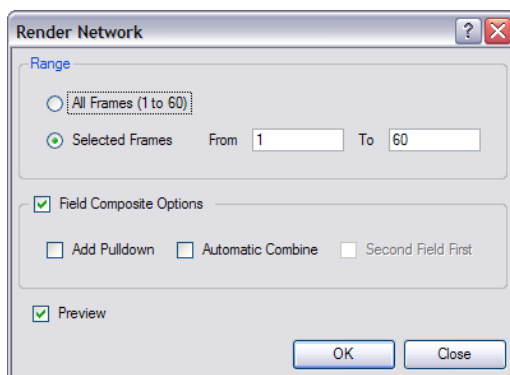 Render Network
Range
All Frames (1 to 60)
Selected Frames From 1 To 60
Field Composite Options
Add Pulldown Automatic Combine Second Field First
Preview
OK Close